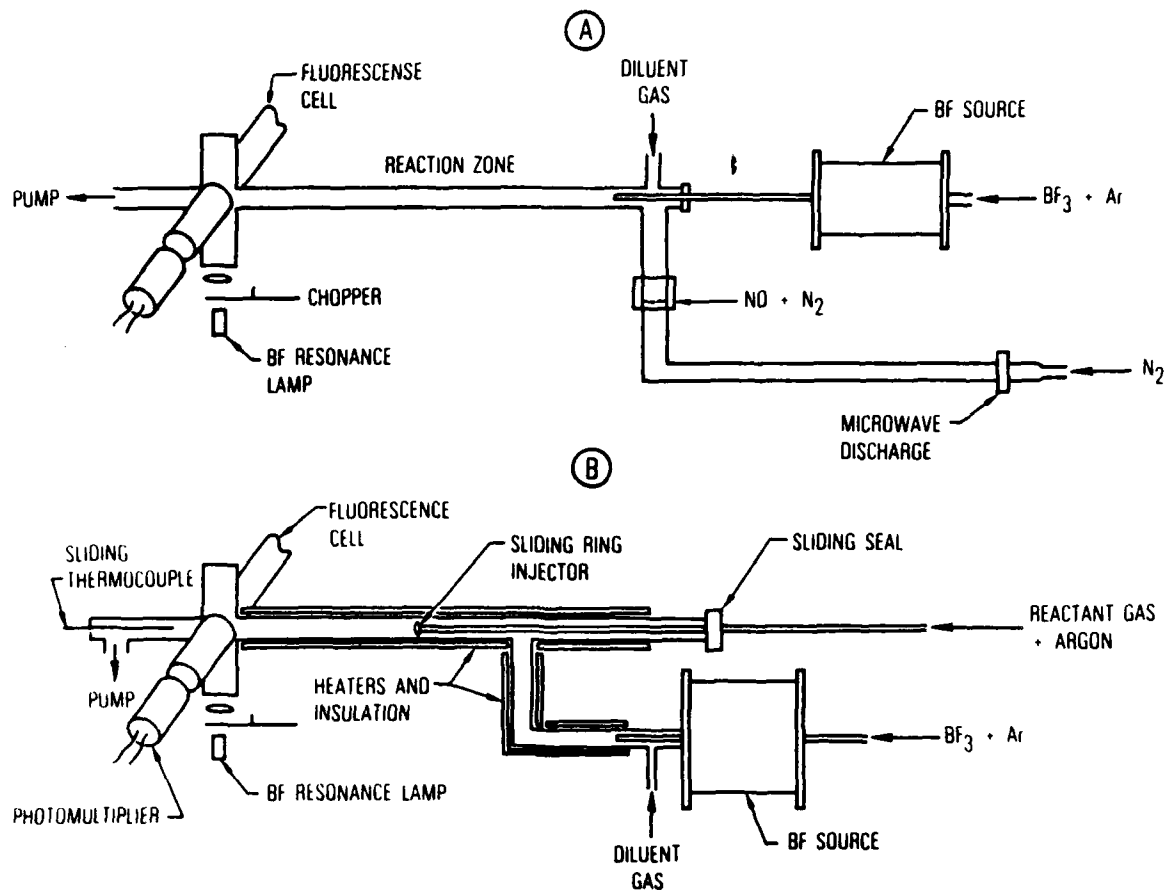 A
FLUORESCENSE
CELL
DILUENT
GAS
BF SOURCE
REACTION ZONE
PUMP
BF3 + Ar
CHOPPER
NO + N2
BF RESONANCE
LAMP
N2
MICROWAVE
DISCHARGE
B
FLUORESCENCE
CELL
SLIDING
THERMOCOUPLE
SLIDING RING
INJECTOR
SLIDING SEAL
REACTANT GAS
+ ARGON
PUMP
HEATERS AND
INSULATION
BF3 + Ar
BF RESONANCE LAMP
PHOTOMULTIPLIER
DILUENT
GAS
BF SOURCE